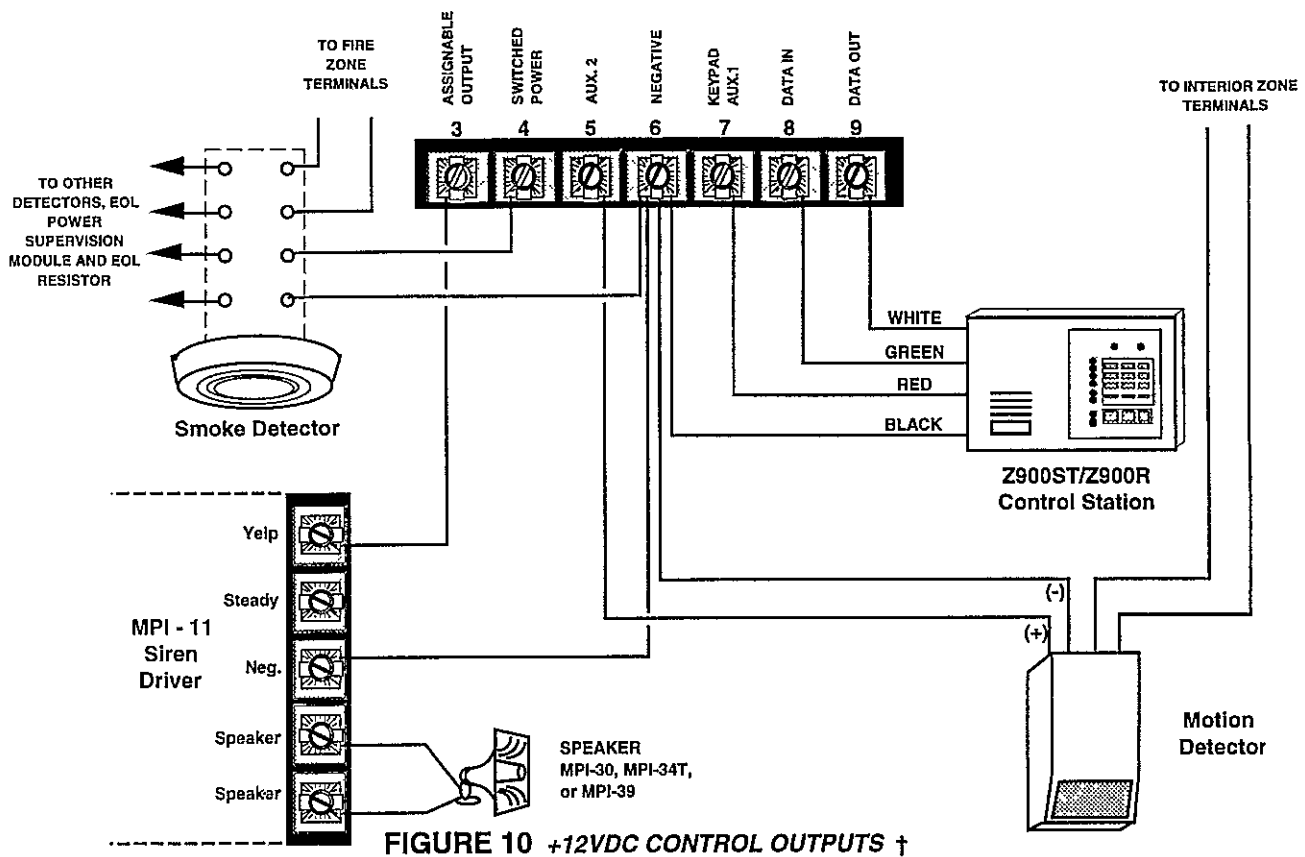 TO FIRE
ZONE
TERMINALS
ASSIGNABLE
OUTPUT
SWITCHED
POWER
AUX. 2
NEGATIVE
KEYPAD
AUX.1
DATA IN
DATA OUT
3 4 5 6 7 8 9
TO INTERIOR ZONE
TERMINALS
TO OTHER
DETECTORS, EOL
POWER
SUPERVISION
MODULE AND EOL
RESISTOR
Smoke Detector
WHITE
GREEN
RED
BLACK
Z900ST/Z900R
Control Station
Yelp
Steady
Neg.
Speaker
Speaker
MPI - 11
Siren
Driver
SPEAKER
MPI-30, MPI-34T,
or MPI-39
(-)
(+)
Motion
Detector
FIGURE 10 +12VDC CONTROL OUTPUTS †